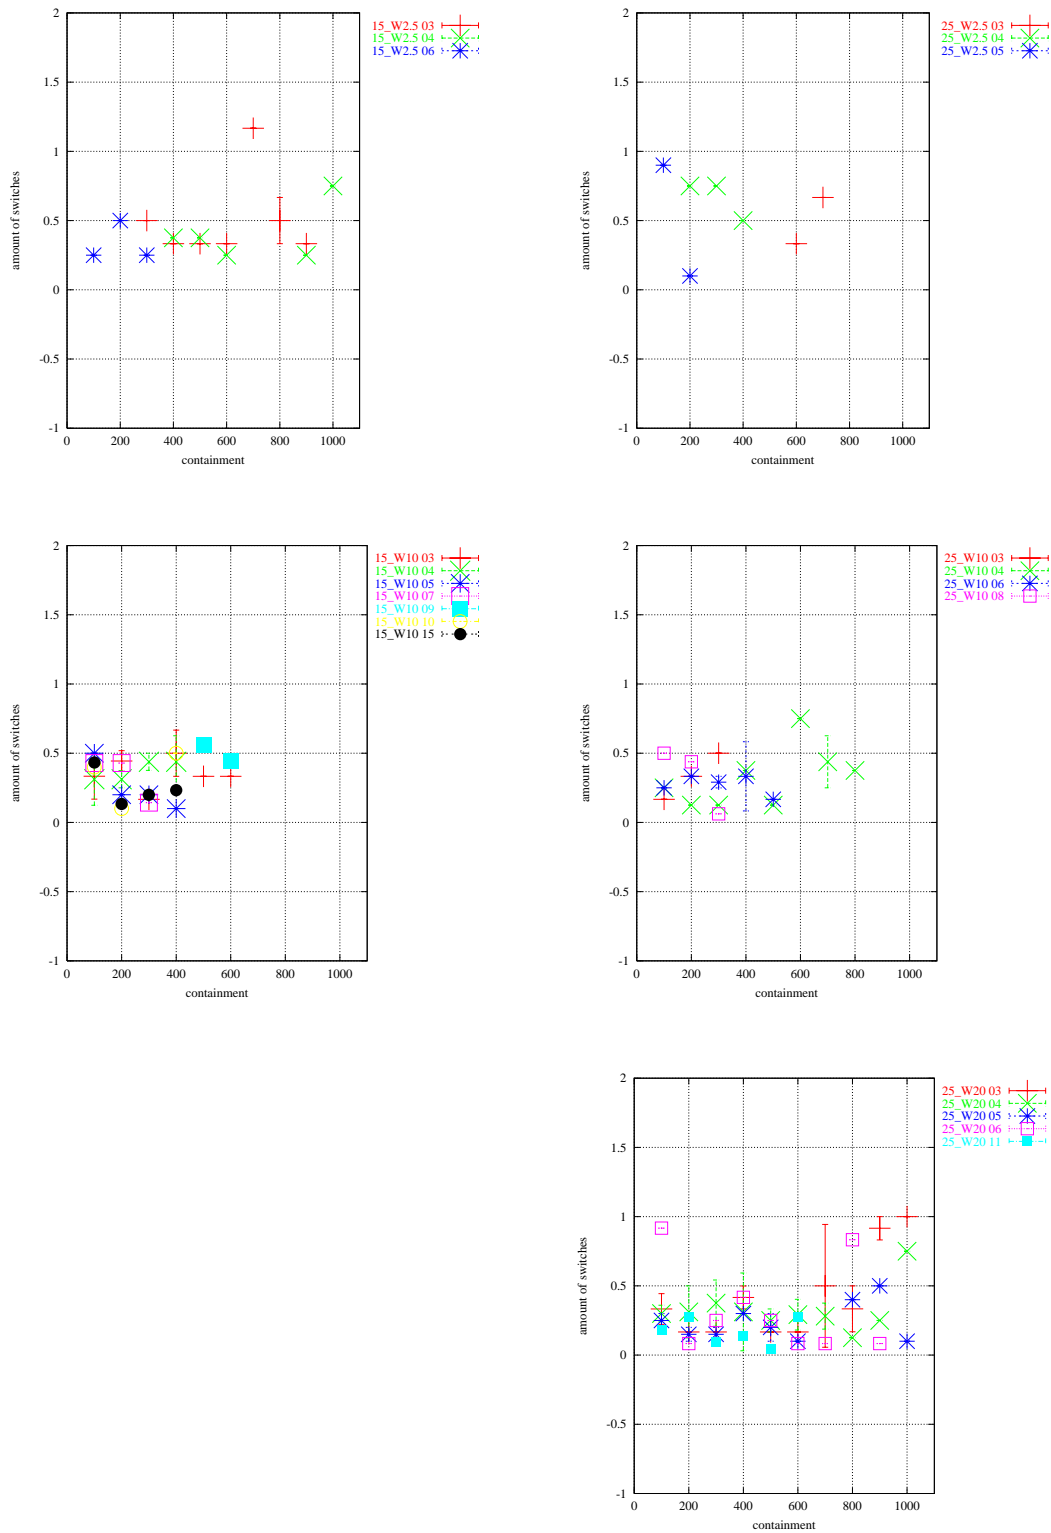 2
1.5
1
0.5
0
-0.5
-1
0 200 400 600 800 1000
containment
amount of switches
15_W2.5 03
15_W2.5 04
15_W2.5 06
2
1.5
1
0.5
0
-0.5
-1
0 200 400 600 800 1000
containment
amount of switches
25_W2.5 03
25_W2.5 04
25_W2.5 05
2
1.5
1
0.5
0
-0.5
-1
0 200 400 600 800 1000
containment
amount of switches
15_W10 03
15_W10 04
15_W10 05
15_W10 07
15_W10 09
15_W10 10
15_W10 15
2
1.5
1
0.5
0
-0.5
-1
0 200 400 600 800 1000
containment
amount of switches
25_W10 03
25_W10 04
25_W10 06
25_W10 08
2
1.5
1
0.5
0
-0.5
-1
0 200 400 600 800 1000
containment
amount of switches
25_W20 03
25_W20 04
25_W20 05
25_W20 06
25_W20 11